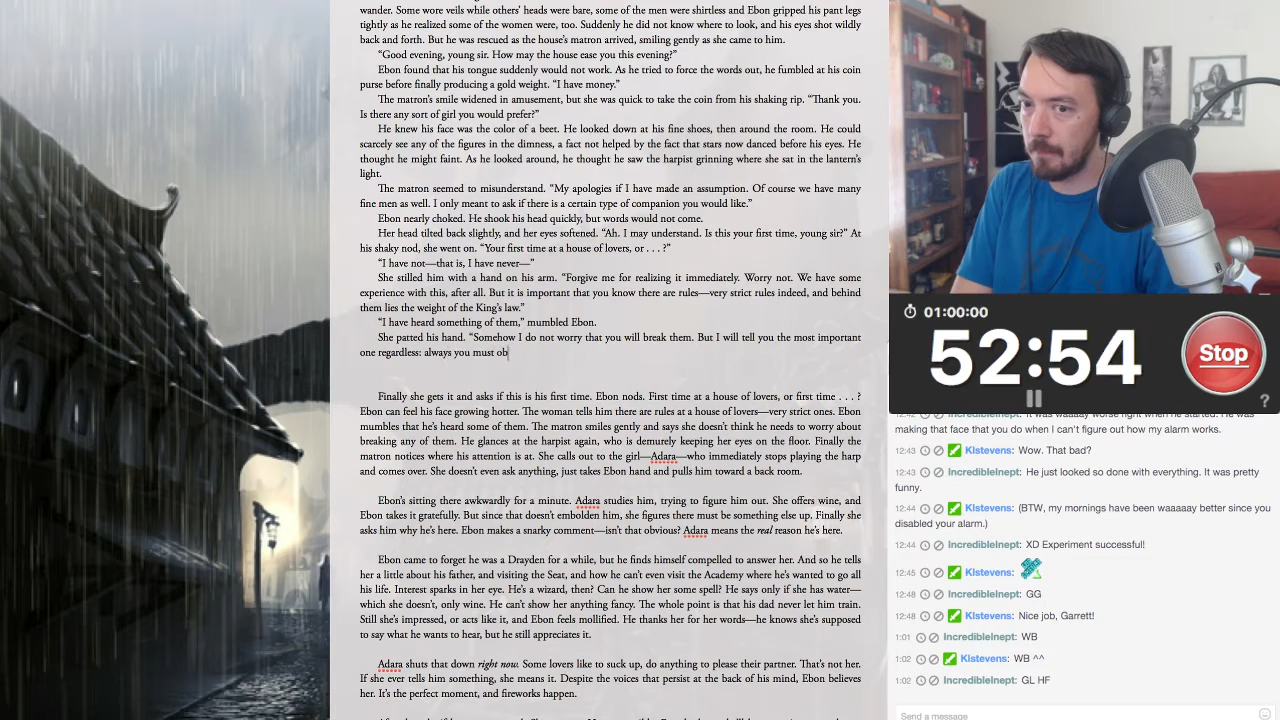 wander. Some wore veils while others' heads were bare, some of the men were shirtless and Ebon gripped his pant legs
tightly as he realized some of the women were, too. Suddenly he did not know where to look, and his eyes shot wildly
back and forth. But he was rescued as the house's matron arrived, smiling gently as she came to him.
“Good evening, young sir. How may the house ease you this evening?”
Ebon found that his tongue suddenly would not work. As he tried to force the words out, he fumbled at his coin
purse before finally producing a gold weight. “I have money.”
The matron's smile widened in amusement, but she was quick to take the coin from his shaking rip. “Thank you.
Is there any sort of girl you would prefer?”
He knew his face was the color of a beet. He looked down at his fine shoes, then around the room. He could
scarcely see any of the figures in the dimness, a fact not helped by the fact that stars now danced before his eyes. He
thought he might faint. As he looked around, he thought he saw the harpist grinning where she sat in the lantern's
light.
The matron seemed to misunderstand. “My apologies if I have made an assumption. Of course we have many
fine men as well. I only meant to ask if there is a certain type of companion you would like.”
Ebon nearly choked. He shook his head quickly, but words would not come.
Her head tilted back slightly, and her eyes softened. “Ah. I may understand. Is this your first time, young sir?” At
his shaky nod, she went on. “Your first time at a house of lovers, or . . . ?”
“I have not—that is, I have never—”
She stilled him with a hand on his arm. “Forgive me for realizing it immediately. Worry not. We have some
experience with this, after all. But it is important that you know there are rules—very strict rules indeed, and behind
them lies the weight of the King's law.”
“I have heard something of them,” mumbled Ebon.
She patted his hand. “Somehow I do not worry that you will break them. But I will tell you the most important
one regardless: always you must ob
Finally she gets it and asks if this is his first time. Ebon nods. First time at a house of lovers, or first time . . . ?
Ebon can feel his face growing hotter. The woman tells him there are rules at a house of lovers—very strict ones. Ebon
mumbles that he's heard some of them. The matron smiles gently and says she doesn't think he needs to worry about
breaking any of them. He glances at the harpist again, who is demurely keeping her eyes on the floor. Finally the
matron notices where his attention is at. She calls out to the girl—Adara—who immediately stops playing the harp
and comes over. She doesn't even ask anything, just takes Ebon hand and pulls him toward a back room.
Ebon's sitting there awkwardly for a minute. Adara studies him, trying to figure him out. She offers wine, and
Ebon takes it gratefully. But since that doesn't embolden him, she figures there must be something else up. Finally she
asks him why he's here. Ebon makes a snarky comment—isn't that obvious? Adara means the real reason he's here.
Ebon came to forget he was a Drayden for a while, but he finds himself compelled to answer her. And so he tells
her a little about his father, and visiting the Seat, and how he can't even visit the Academy where he's wanted to go all
his life. Interest sparks in her eye. He's a wizard, then? Can he show her some spell? He says only if she has water—
which she doesn't, only wine. He can't show her anything fancy. The whole point is that his dad never let him train.
Still she's impressed, or acts like it, and Ebon feels mollified. He thanks her for her words—he knows she's supposed
to say what he wants to hear, but he still appreciates it.
Adara shuts that down right now. Some lovers like to suck up, do anything to please their partner. That's not her.
If she ever tells him something, she means it. Despite the voices that persist at the back of his mind, Ebon believes
her. It's the perfect moment, and fireworks happen.
01:00:00
52:54
Stop
?
12:42 IncredibleInept: It was waaaay worse right when he started. He was
making that face that you do when I can't figure out how my alarm works.
12:43 Klstevens: Wow. That bad?
12:43 IncredibleInept: He just looked so done with everything. It was pretty
funny.
12:44 Klstevens: (BTW, my mornings have been waaaaay better since you
disabled your alarm.)
12:44 IncredibleInept: XD Experiment successful!
12:45 Klstevens:
12:48 IncredibleInept: GG
12:48 Klstevens: Nice job, Garrett!
1:01 IncredibleInept: WB
1:02 Klstevens: WB ^^
1:02 IncredibleInept: GL HF
Send a message